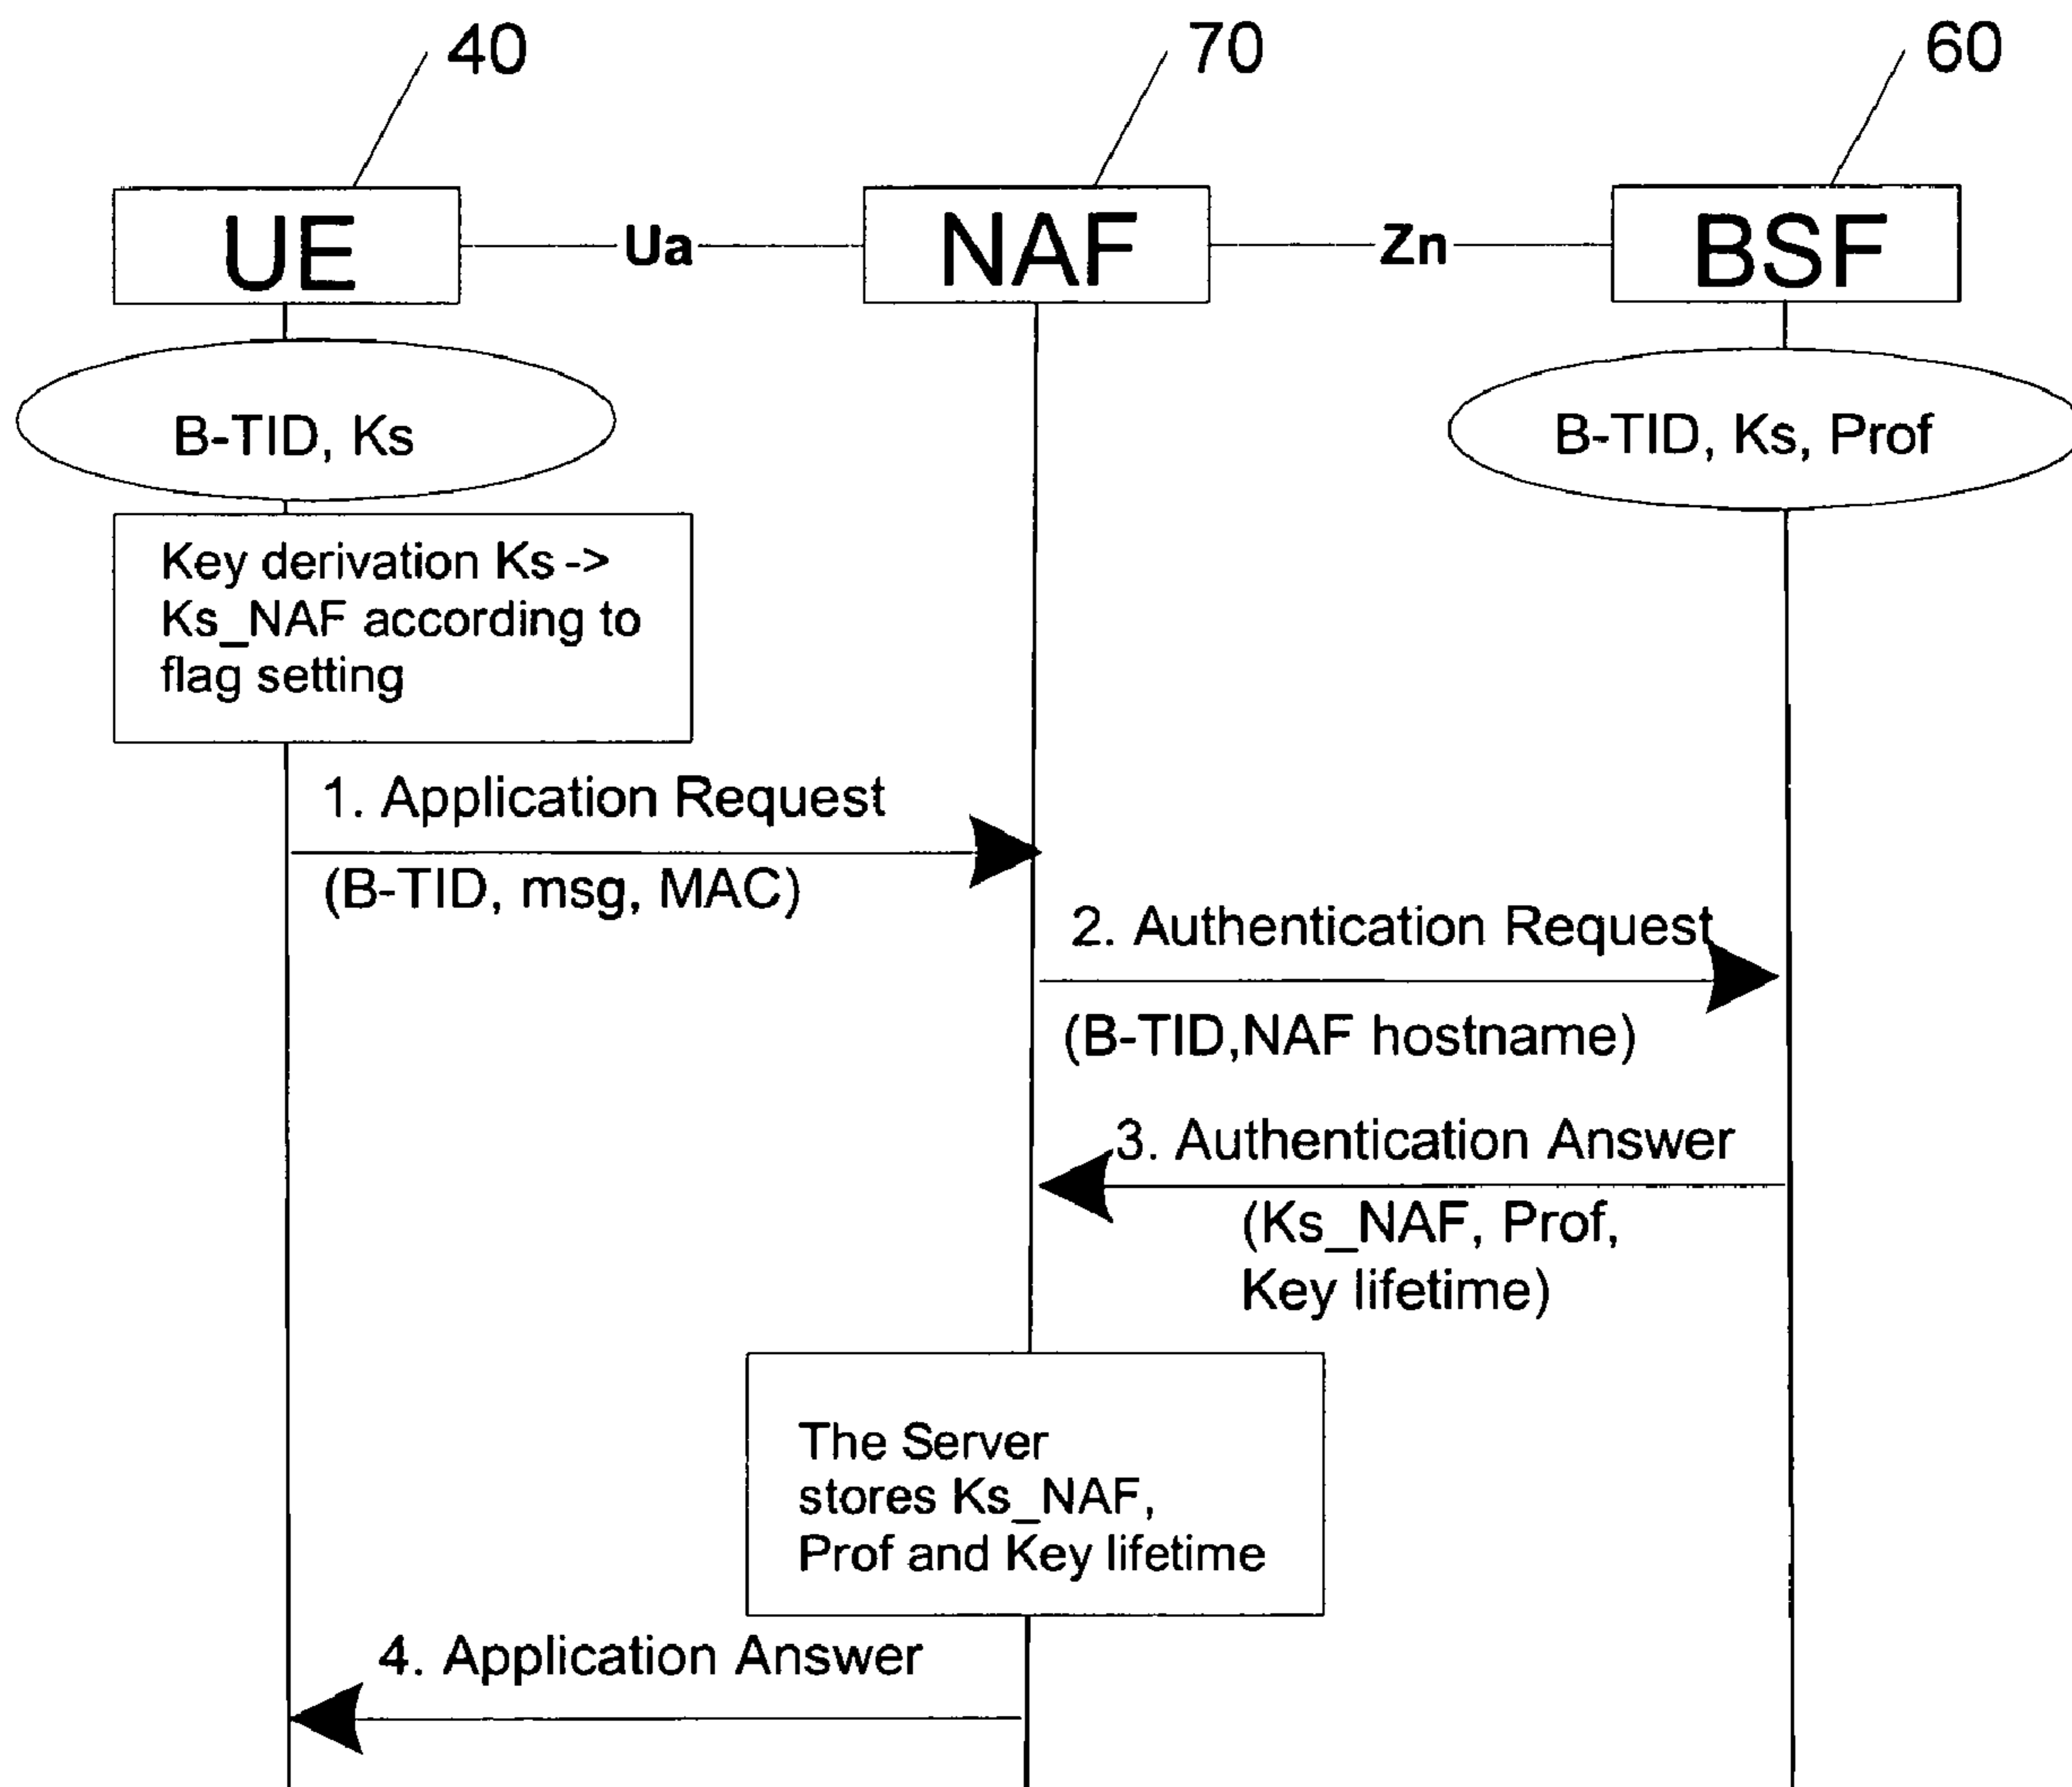 40
70
60
UE
Ua
NAF
Zn
BSF
B-TID, Ks
B-TID, Ks, Prof
Key derivation Ks ->
Ks_NAF according to
flag setting
1. Application Request
(B-TID, msg, MAC)
2. Authentication Request
(B-TID,NAF hostname)
3. Authentication Answer
(Ks_NAF, Prof,
Key lifetime)
The Server
stores Ks_NAF,
Prof and Key lifetime
4. Application Answer